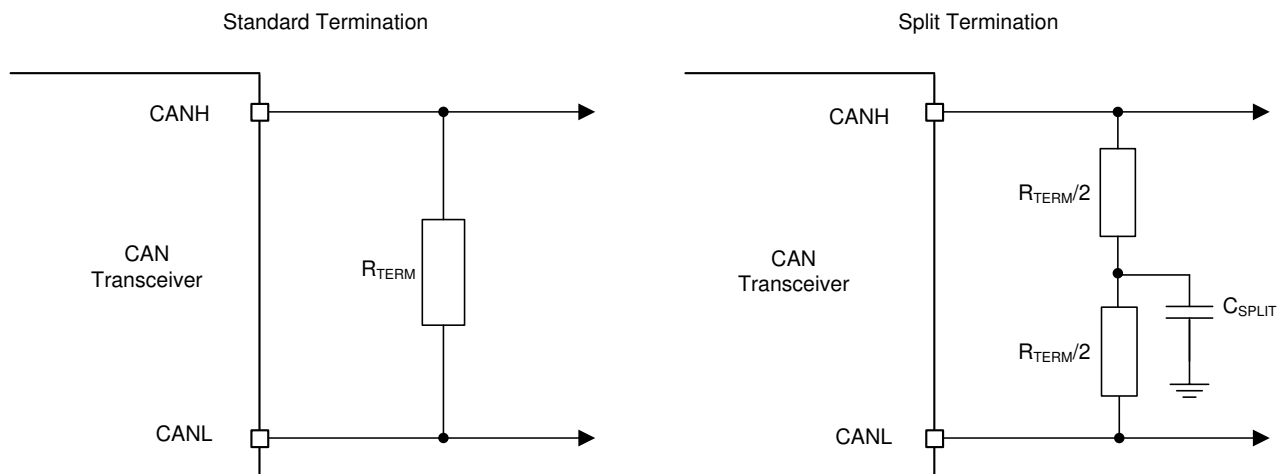 Standard Termination
CANH
CAN
Transceiver
R_TERM
CANL
Split Termination
CANH
R_TERM/2
CAN
Transceiver
C_SPLIT
R_TERM/2
CANL